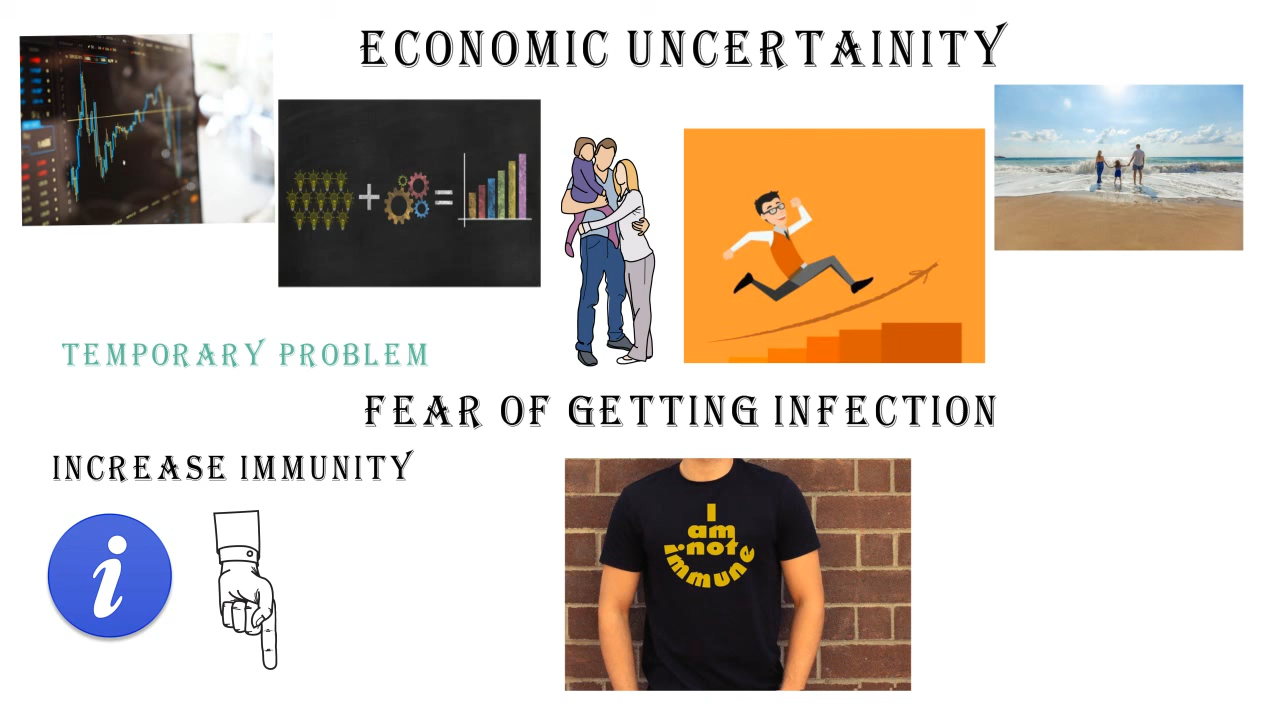 ECONOMIC UNCERTAINITY
TEMPORARY PROBLEM
FEAR OF GETTING INFECTION
INCREASE IMMUNITY
i
I
am
not
immune